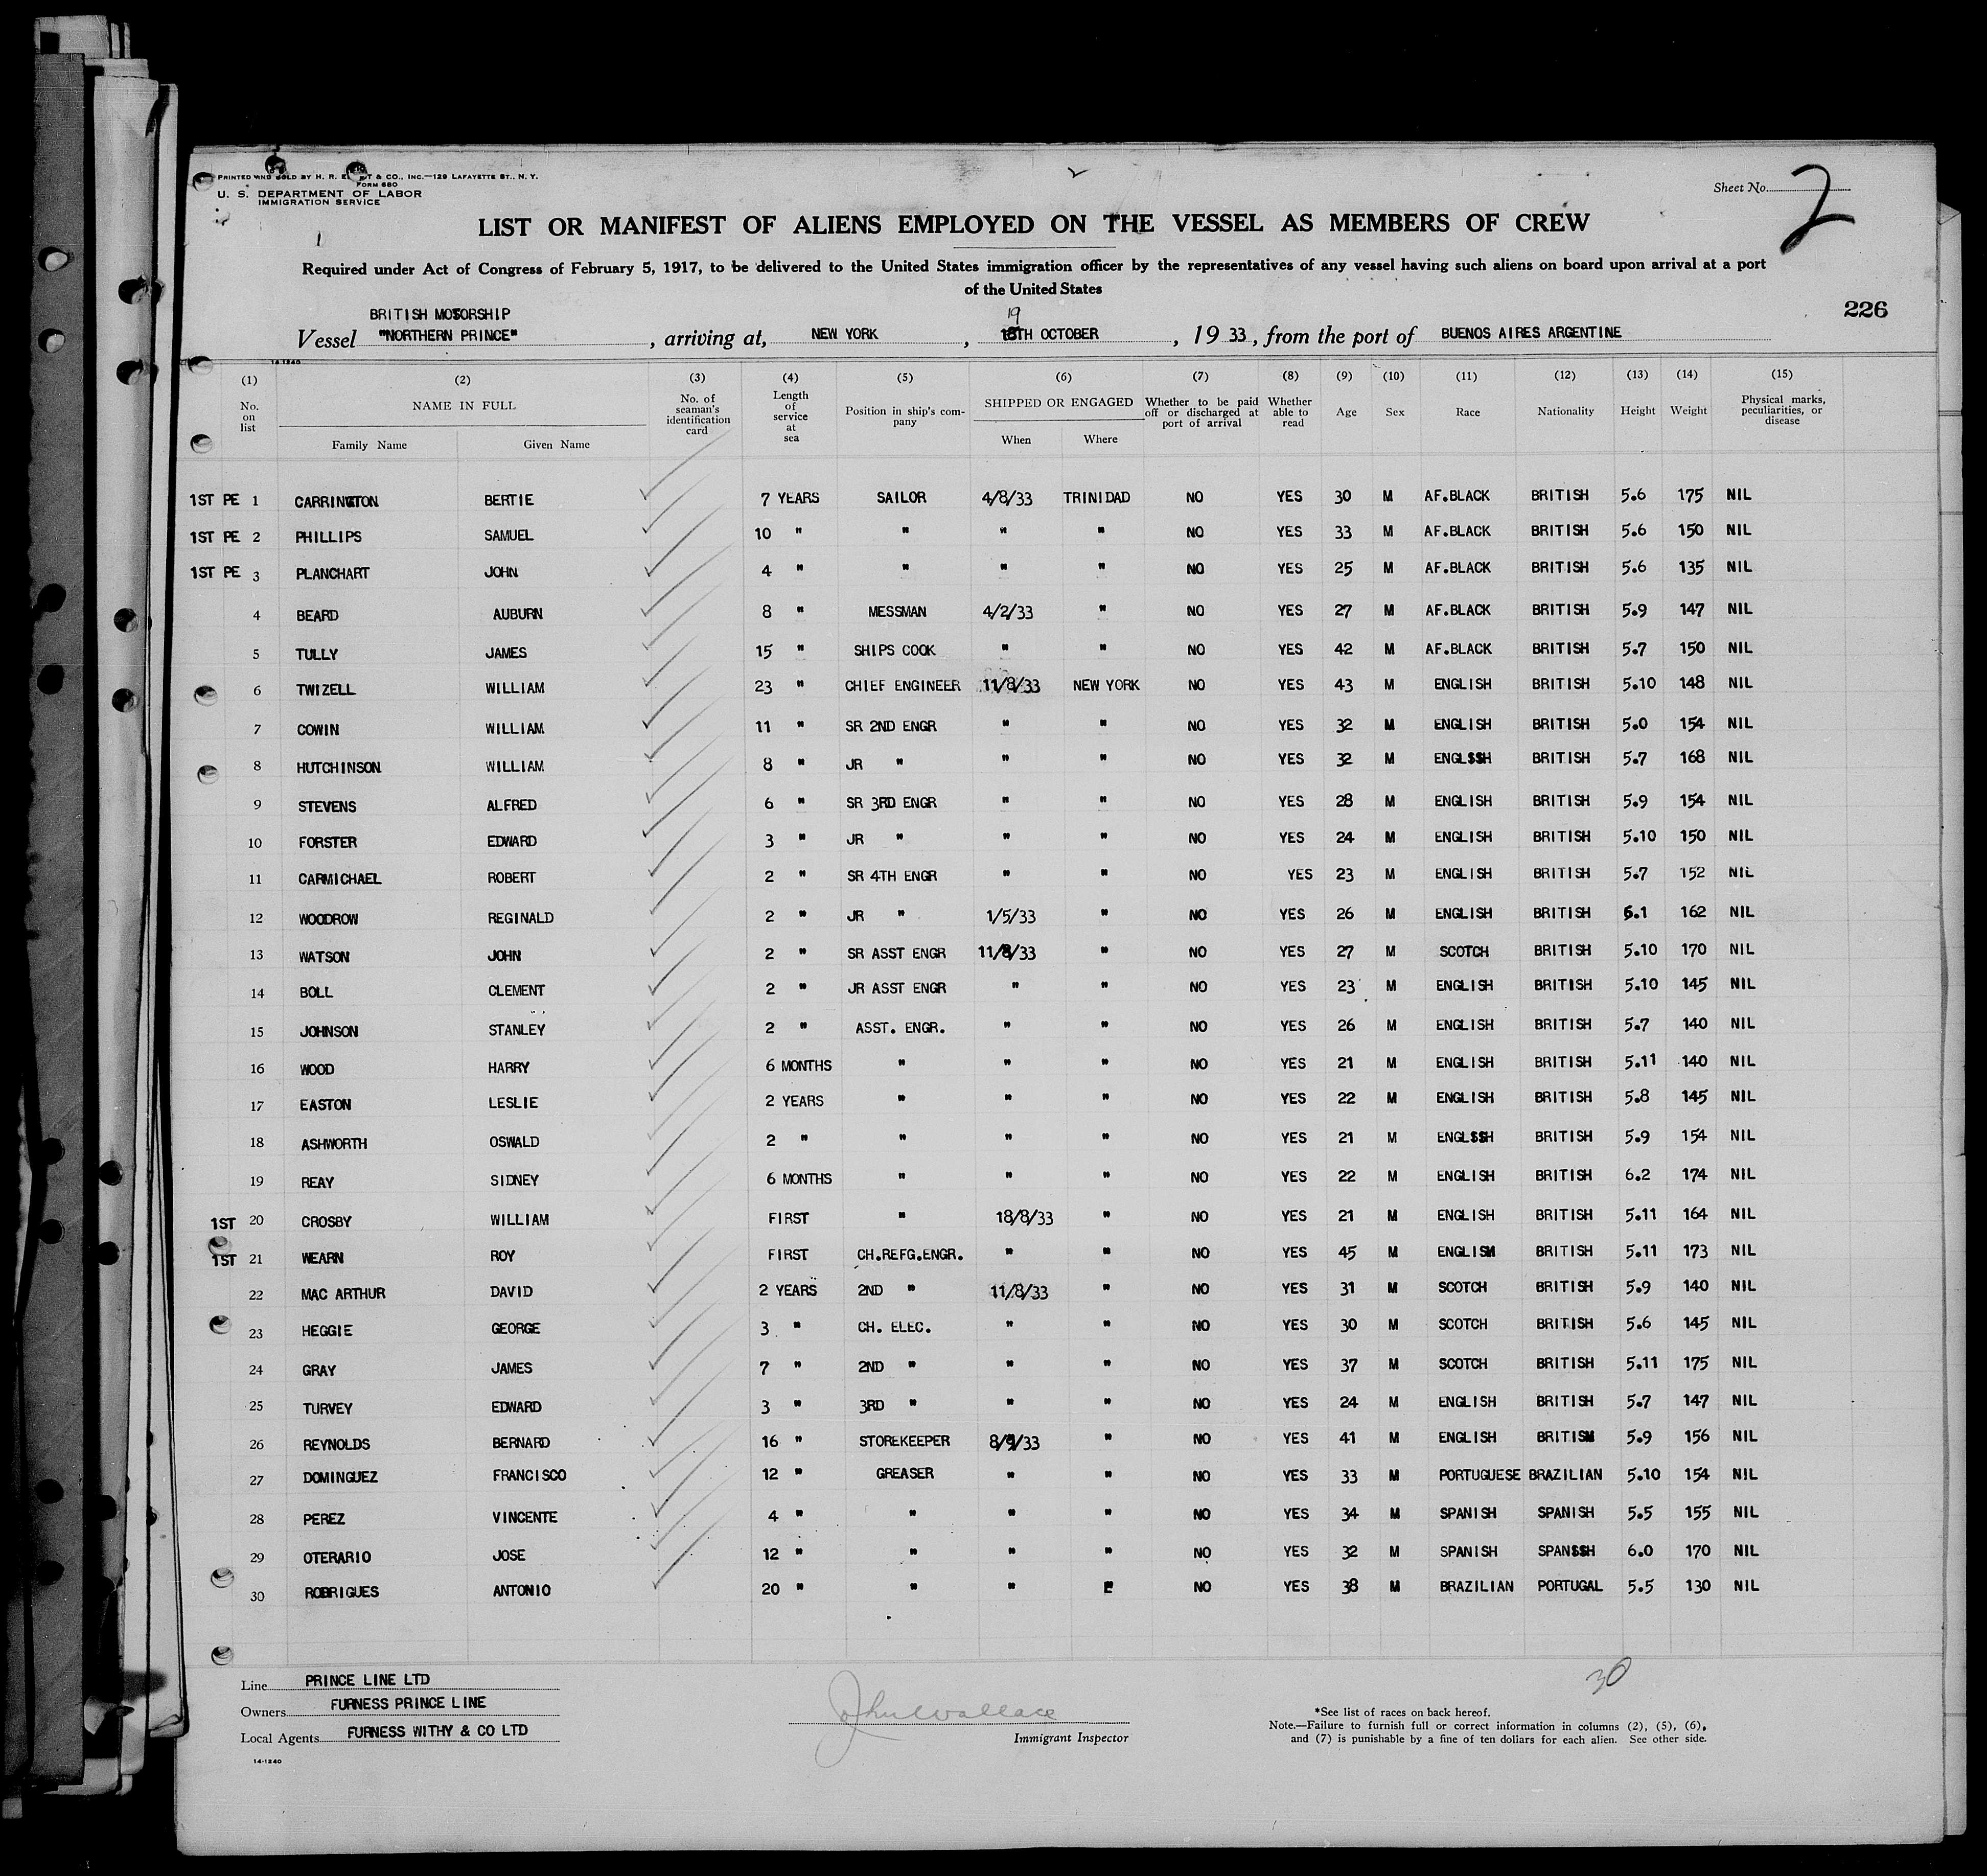 PRINTED AND SOLD BY H. R. & CO., INC.—129 LAFAYETTE ST., N. Y.
FORM 680
U. S. DEPARTMENT OF LABOR
IMMIGRATION SERVICE
Sheet No. 2
LIST OR MANIFEST OF ALIENS EMPLOYED ON THE VESSEL AS MEMBERS OF CREW
Required under Act of Congress of February 5, 1917, to be delivered to the United States immigration officer by the representatives of any vessel having such aliens on board upon arrival at a port
of the United States
226
BRITISH MOTORSHIP
19
Vessel "NORTHERN PRINCE", arriving at, NEW YORK, 18TH OCTOBER, 19 33, from the port of BUENOS AIRES ARGENTINE
14-1240
(1) (2) (3) (4) (5) (6) (7) (8) (9) (10) (11) (12) (13) (14) (15)
No. on list NAME IN FULL Family Name Given Name No. of seaman's identification card Length of service at sea Position in ship's company SHIPPED OR ENGAGED When Where Whether to be paid off or discharged at port of arrival Whether able to read Age Sex Race Nationality Height Weight Physical marks, peculiarities, or disease
1ST PE 1 CARRINGTON BERTIE 7 YEARS SAILOR 4/8/33 TRINIDAD NO YES 30 M AF.BLACK BRITISH 5.6 175 NIL
1ST PE 2 PHILLIPS SAMUEL 10 " " " " NO YES 33 M AF.BLACK BRITISH 5.6 150 NIL
1ST PE 3 PLANCHART JOHN 4 " " " " NO YES 25 M AF.BLACK BRITISH 5.6 135 NIL
4 BEARD AUBURN 8 " MESSMAN 4/2/33 " NO YES 27 M AF.BLACK BRITISH 5.9 147 NIL
5 TULLY JAMES 15 " SHIPS COOK " " NO YES 42 M AF.BLACK BRITISH 5.7 150 NIL
6 TWIZELL WILLIAM 23 " CHIEF ENGINEER 11/8/33 NEW YORK NO YES 43 M ENGLISH BRITISH 5.10 148 NIL
7 COWIN WILLIAM 11 " SR 2ND ENGR " " NO YES 32 M ENGLISH BRITISH 5.0 154 NIL
8 HUTCHINSON WILLIAM 8 " JR " " " NO YES 32 M ENGLSSH BRITISH 5.7 168 NIL
9 STEVENS ALFRED 6 " SR 3RD ENGR " " NO YES 28 M ENGLISH BRITISH 5.9 154 NIL
10 FORSTER EDWARD 3 " JR " " " NO YES 24 M ENGLISH BRITISH 5.10 150 NIL
11 CARMICHAEL ROBERT 2 " SR 4TH ENGR " " NO YES 23 M ENGLISH BRITISH 5.7 152 NIL
12 WOODROW REGINALD 2 " JR " 1/5/33 " NO YES 26 M ENGLISH BRITISH 6.1 162 NIL
13 WATSON JOHN 2 " SR ASST ENGR 11/8/33 " NO YES 27 M SCOTCH BRITISH 5.10 170 NIL
14 BOLL CLEMENT 2 " JR ASST ENGR " " NO YES 23 M ENGLISH BRITISH 5.10 145 NIL
15 JOHNSON STANLEY 2 " ASST. ENGR. " " NO YES 26 M ENGLISH BRITISH 5.7 140 NIL
16 WOOD HARRY 6 MONTHS " " " NO YES 21 M ENGLISH BRITISH 5.11 140 NIL
17 EASTON LESLIE 2 YEARS " " " NO YES 22 M ENGLISH BRITISH 5.8 145 NIL
18 ASHWORTH OSWALD 2 " " " " NO YES 21 M ENGLSSH BRITISH 5.9 154 NIL
19 REAY SIDNEY 6 MONTHS " " " NO YES 22 M ENGLISH BRITISH 6.2 174 NIL
1ST 20 CROSBY WILLIAM FIRST " 18/8/33 " NO YES 21 M ENGLISH BRITISH 5.11 164 NIL
1ST 21 WEARN ROY FIRST CH.REFG.ENGR. " " NO YES 45 M ENGLISH BRITISH 5.11 173 NIL
22 MAC ARTHUR DAVID 2 YEARS 2ND " 11/8/33 " NO YES 31 M SCOTCH BRITISH 5.9 140 NIL
23 HEGGIE GEORGE 3 " CH. ELEC. " " NO YES 30 M SCOTCH BRITISH 5.6 145 NIL
24 GRAY JAMES 7 " 2ND " " " NO YES 37 M SCOTCH BRITISH 5.11 175 NIL
25 TURVEY EDWARD 3 " 3RD " " " NO YES 24 M ENGLISH BRITISH 5.7 147 NIL
26 REYNOLDS BERNARD 16 " STOREKEEPER 8/9/33 " NO YES 41 M ENGLISH BRITISH 5.9 156 NIL
27 DOMINGUEZ FRANCISCO 12 " GREASER " " NO YES 33 M PORTUGUESE BRAZILIAN 5.10 154 NIL
28 PEREZ VINCENTE 4 " " " " NO YES 34 M SPANISH SPANISH 5.5 155 NIL
29 OTERARIO JOSE 12 " " " " NO YES 32 M SPANISH SPANSSH 6.0 170 NIL
30 RODRIGUES ANTONIO 20 " " " " NO YES 38 M BRAZILIAN PORTUGAL 5.5 130 NIL
30
Line PRINCE LINE LTD
Owners FURNESS PRINCE LINE
Local Agents FURNESS WITHY & CO LTD
14-1240
John Wallace
Immigrant Inspector
*See list of races on back hereof.
Note.—Failure to furnish full or correct information in columns (2), (5), (6),
and (7) is punishable by a fine of ten dollars for each alien. See other side.